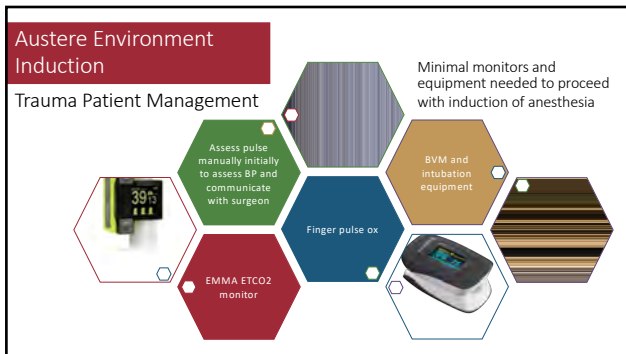 Austere Environment
Induction
Trauma Patient Management
Minimal monitors and
equipment needed to proceed
with induction of anesthesia
Assess pulse
manually initially
to assess BP and
communicate
with surgeon
BVM and
intubation
equipment
Finger pulse ox
EMMA ETCO2
monitor